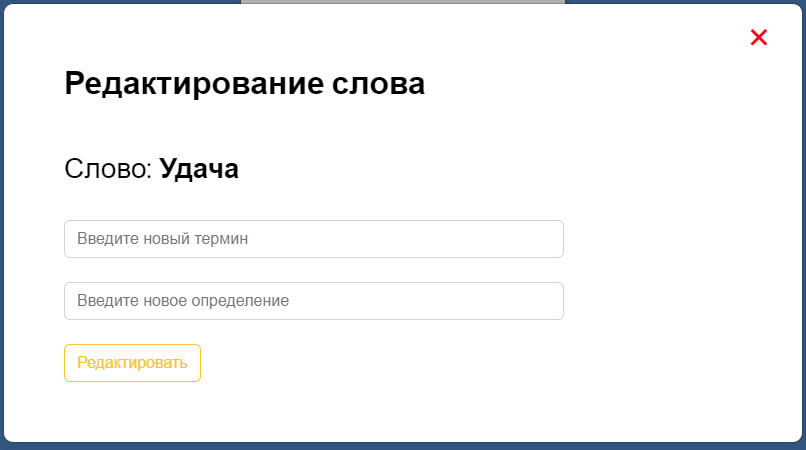 Редактирование слова
Слово: Удача
Введите новый термин
Введите новое определение
Редактировать